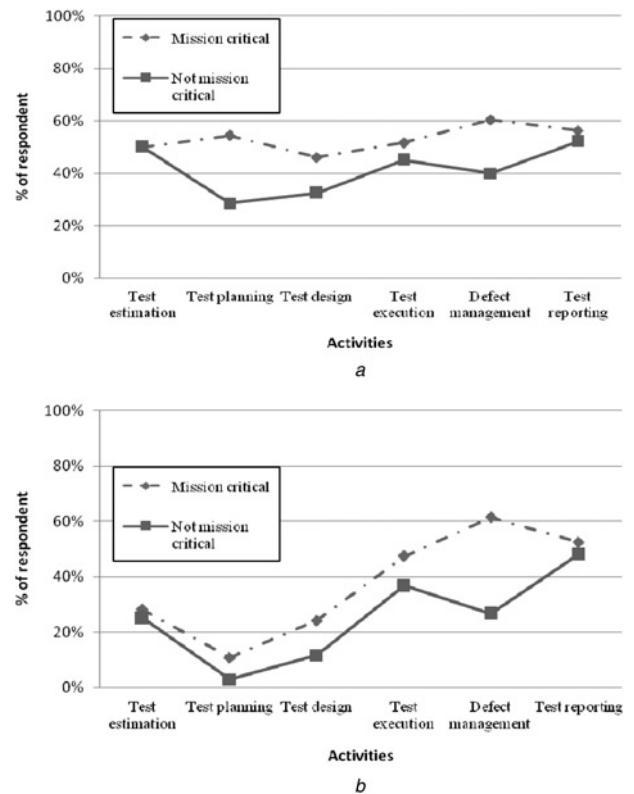 100%
80%
60%
40%
20%
0%
% of respondent
Mission critical
Not mission
critical
Test
estimation
Test planning
Test design
Test
execution
Defect
management
Test
reporting
Activities
a
100%
80%
60%
40%
20%
0%
% of respondent
Mission critical
Not mission
critical
Test
estimation
Test planning
Test design
Test
execution
Defect
management
Test reporting
Activities
b